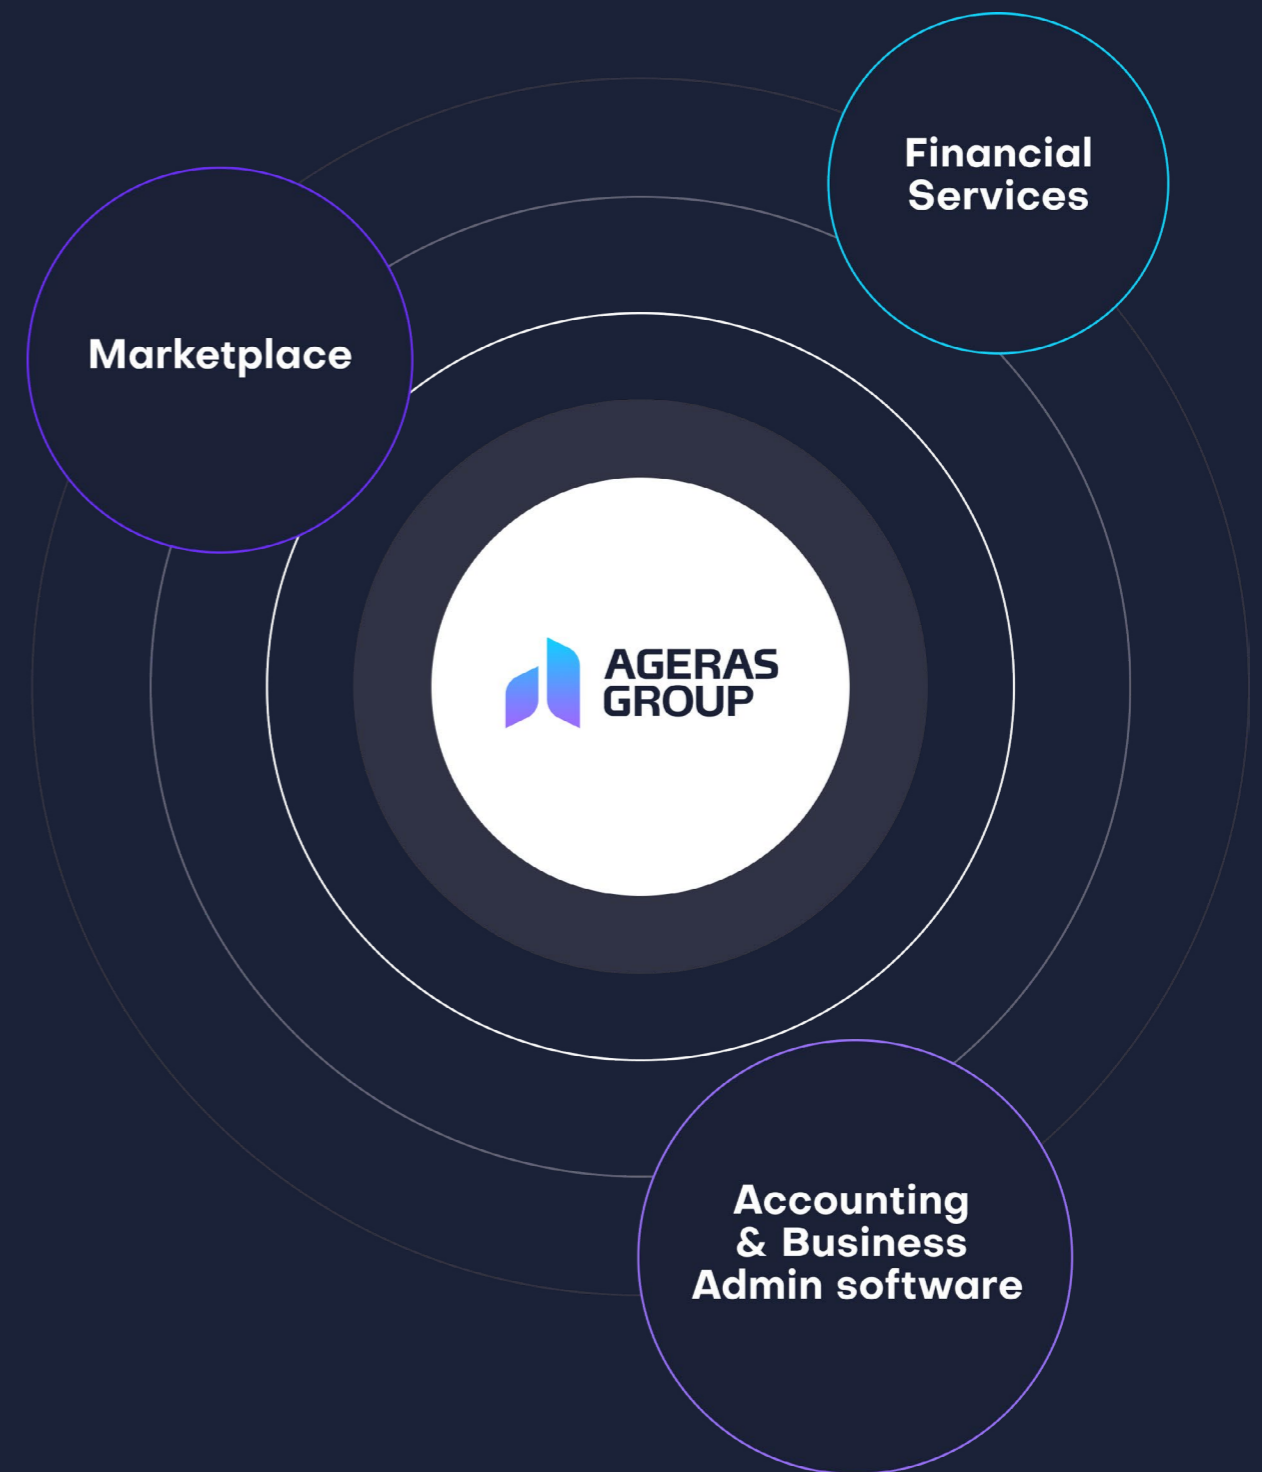 Financial
Services
Marketplace
AGERAS
GROUP
Accounting
& Business
Admin software